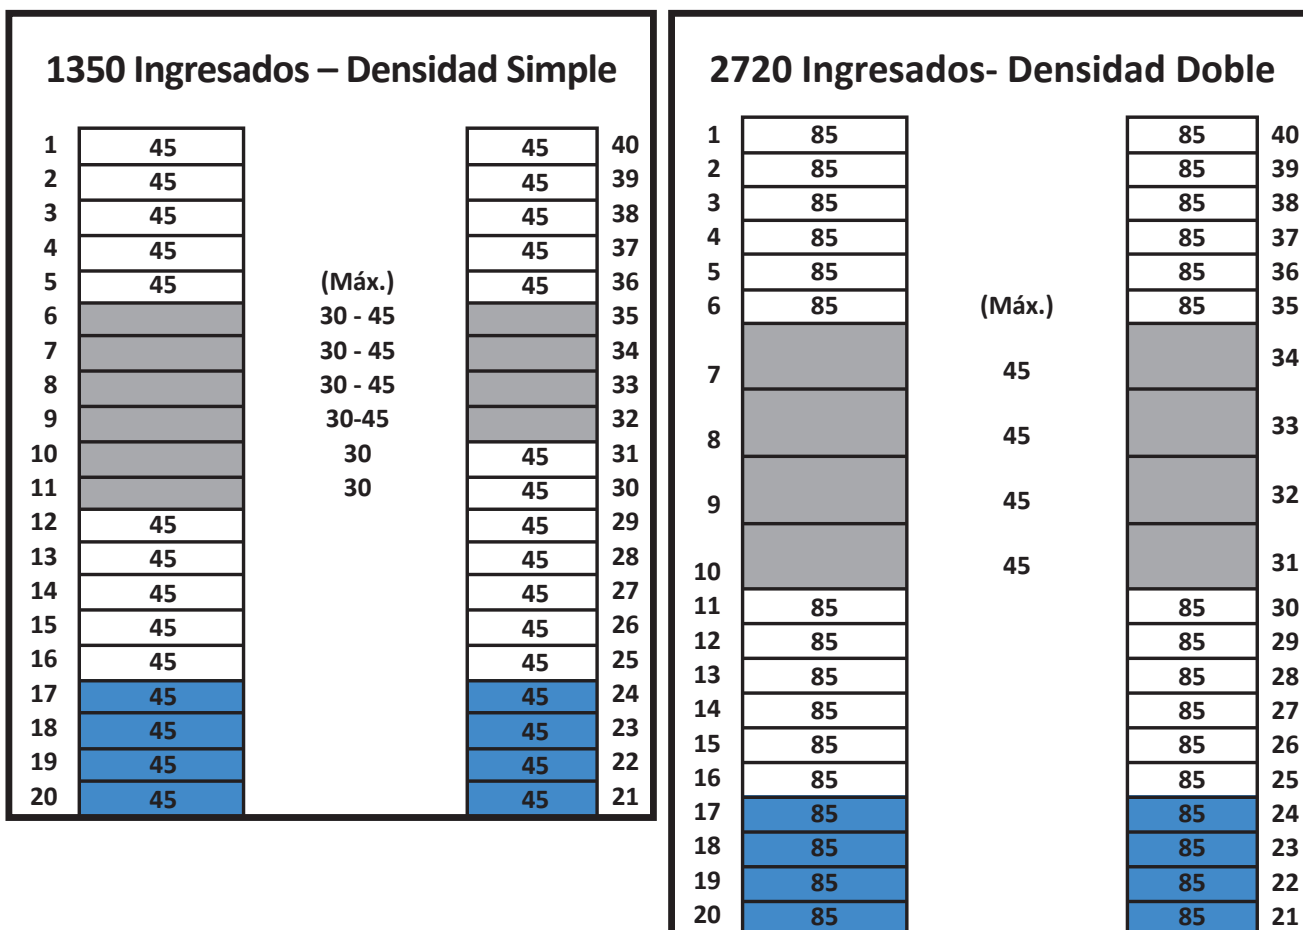 1350 Ingresados – Densidad Simple
1 45 45 40
2 45 45 39
3 45 45 38
4 45 45 37
5 45 (Máx.) 45 36
6 30 - 45 35
7 30 - 45 34
8 30 - 45 33
9 30-45 32
10 30 45 31
11 30 45 30
12 45 45 29
13 45 45 28
14 45 45 27
15 45 45 26
16 45 45 25
17 45 45 24
18 45 45 23
19 45 45 22
20 45 45 21
2720 Ingresados- Densidad Doble
1 85 85 40
2 85 85 39
3 85 85 38
4 85 85 37
5 85 85 36
6 85 (Máx.) 85 35
7 45 34
8 45 33
9 45 32
10 45 31
11 85 85 30
12 85 85 29
13 85 85 28
14 85 85 27
15 85 85 26
16 85 85 25
17 85 85 24
18 85 85 23
19 85 85 22
20 85 85 21